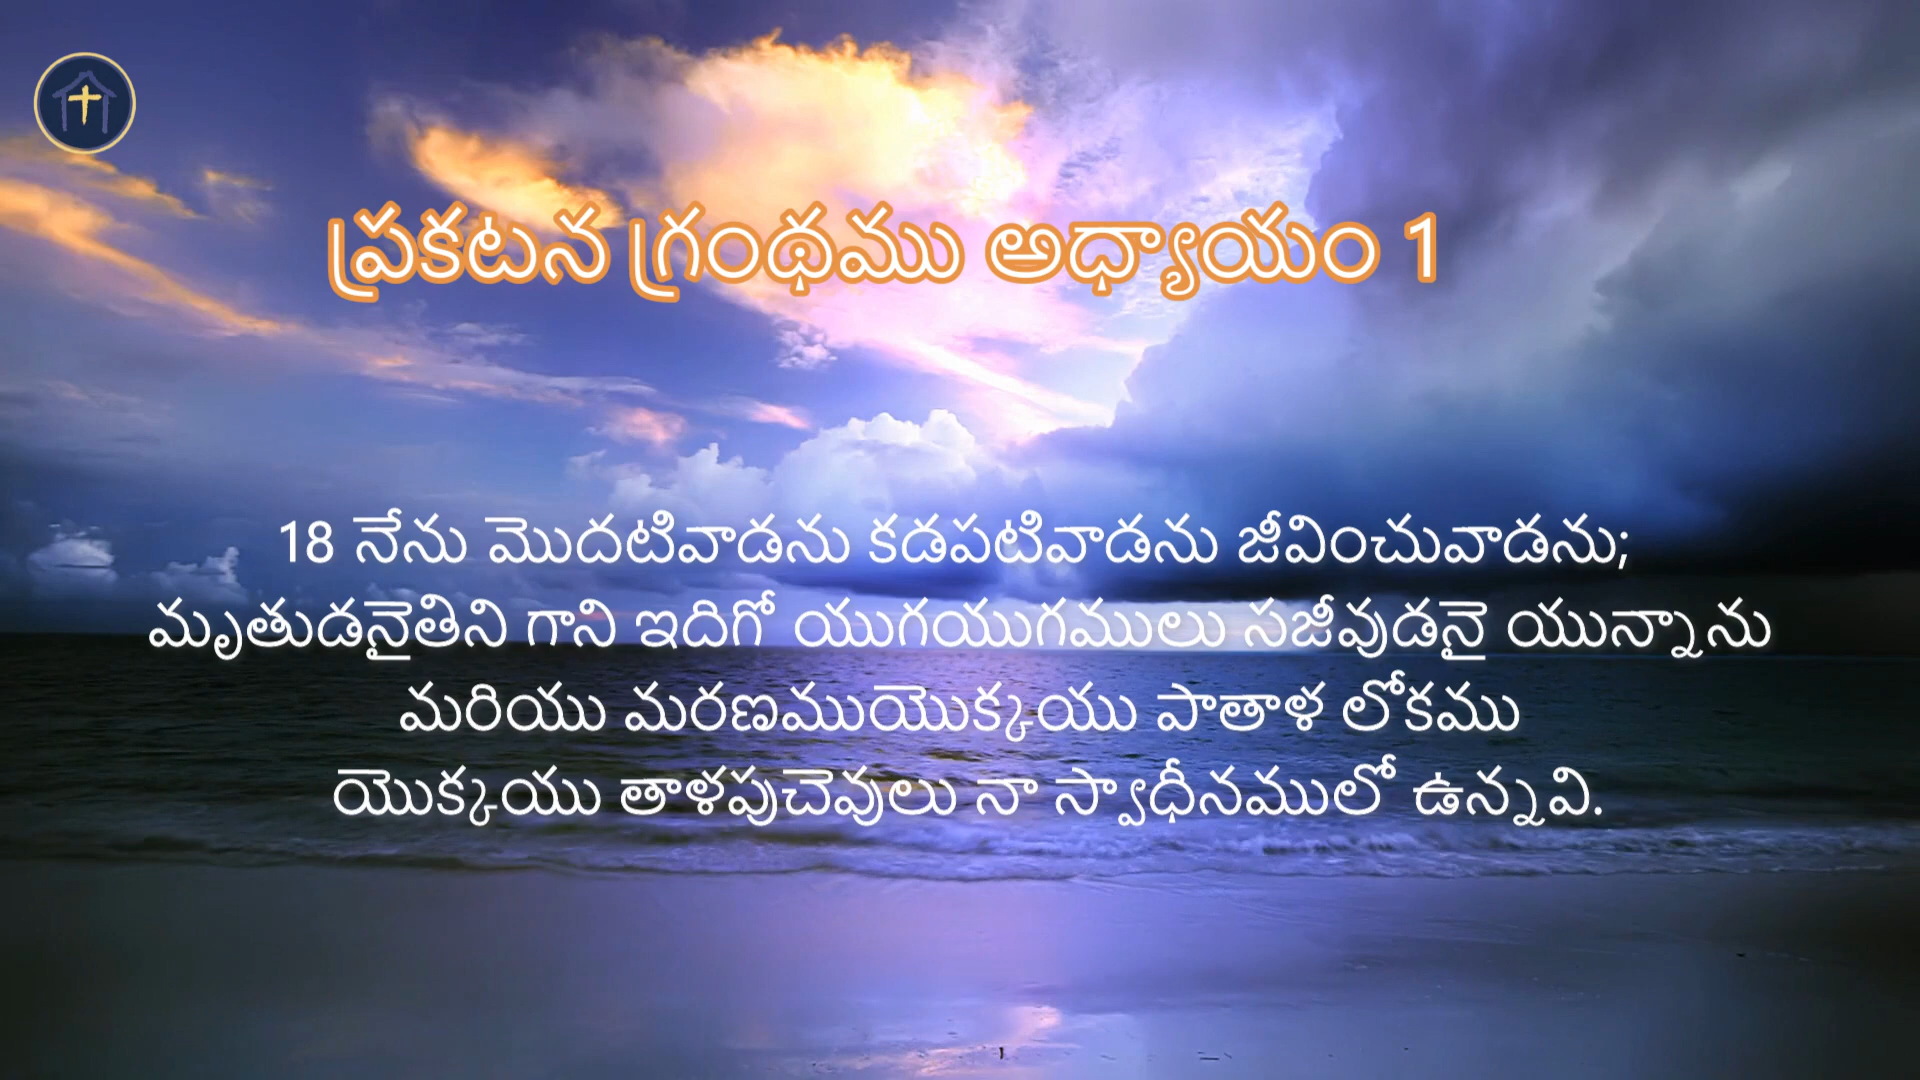 ప్రకటన గ్రంథము అధ్యాయం 1
18 నేను మొదటివాడను కడపటివాడను జీవించువాడను;
మృతుడనైతిని గాని ఇదిగో యుగయుగములు సజీవుడనై యున్నాను
మరియు మరణముయొక్కయు పాతాళ లోకము
యొక్కయు తాళపుచెవులు నా స్వాధీనములో ఉన్నవి.